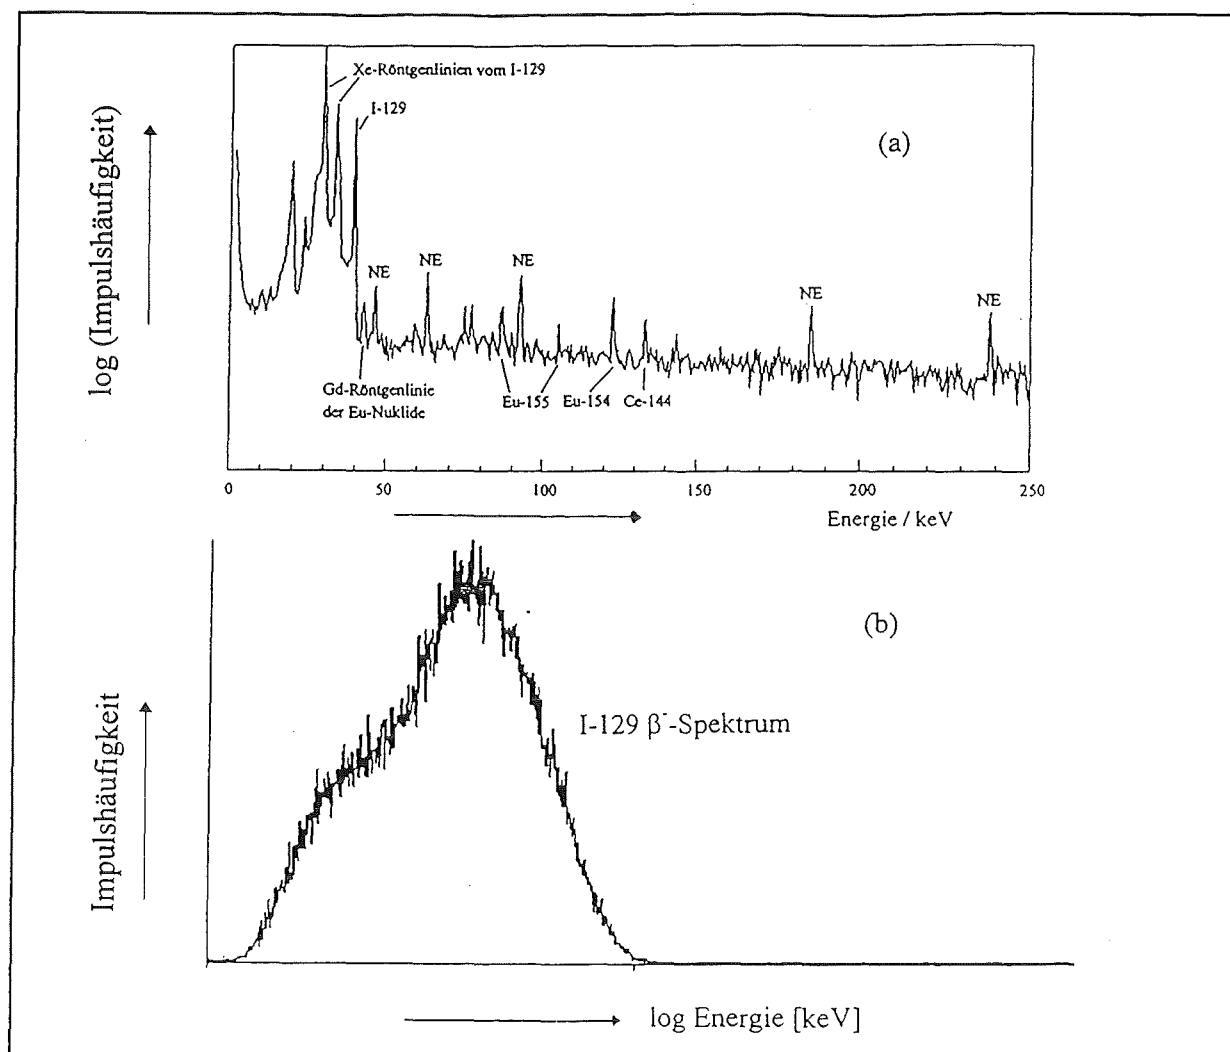 Xe-Röntgenlinien vom I-129
I-129
(a)
log (Impulshäufigkeit)
NE
NE
NE
NE
NE
Gd-Röntgenlinie
der Eu-Nuklide
Eu-155
Eu-154
Ce-144
0
50
100
150
200
250
Energie / keV
(b)
Impulshäufigkeit
I-129 β⁻-Spektrum
log Energie [keV]